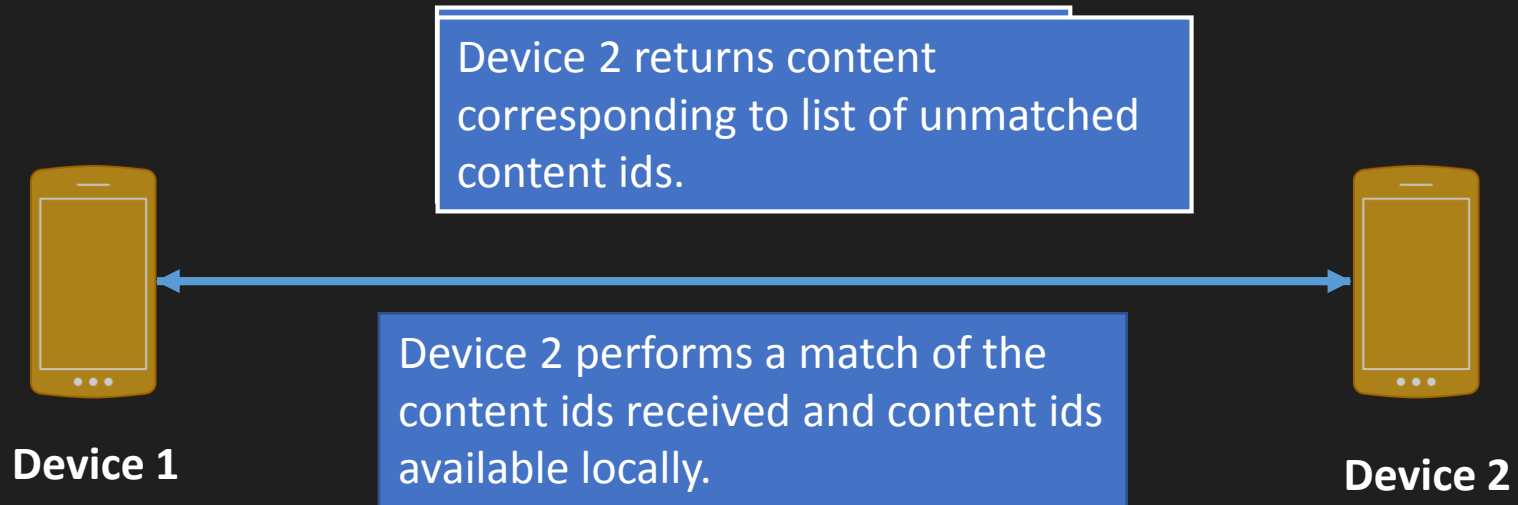 Device 2 returns content
corresponding to list of unmatched
content ids.
Device 2 performs a match of the
content ids received and content ids
available locally.
Device 1
Device 2